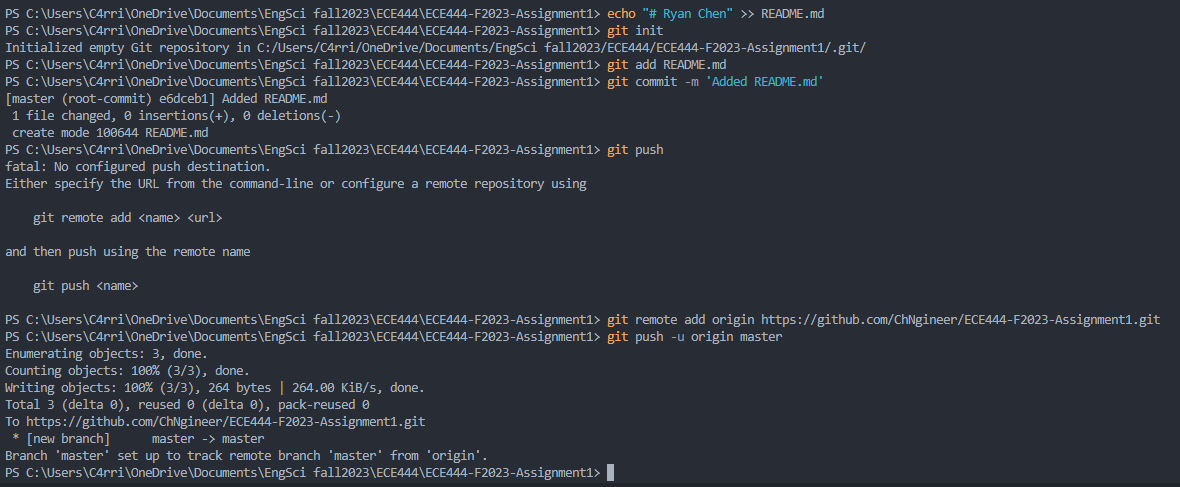 PS C:\Users\C4rri\OneDrive\Documents\EngSci fall2023\ECE444\ECE444-F2023-Assignment1> echo "# Ryan Chen" >> README.md
PS C:\Users\C4rri\OneDrive\Documents\EngSci fall2023\ECE444\ECE444-F2023-Assignment1> git init
Initialized empty Git repository in C:/Users/C4rri/OneDrive/Documents/EngSci fall2023/ECE444/ECE444-F2023-Assignment1/.git/
PS C:\Users\C4rri\OneDrive\Documents\EngSci fall2023\ECE444\ECE444-F2023-Assignment1> git add README.md
PS C:\Users\C4rri\OneDrive\Documents\EngSci fall2023\ECE444\ECE444-F2023-Assignment1> git commit -m 'Added README.md'
[master (root-commit) e6dceb1] Added README.md
 1 file changed, 0 insertions(+), 0 deletions(-)
 create mode 100644 README.md
PS C:\Users\C4rri\OneDrive\Documents\EngSci fall2023\ECE444\ECE444-F2023-Assignment1> git push
fatal: No configured push destination.
Either specify the URL from the command-line or configure a remote repository using

    git remote add <name> <url>

and then push using the remote name

    git push <name>

PS C:\Users\C4rri\OneDrive\Documents\EngSci fall2023\ECE444\ECE444-F2023-Assignment1> git remote add origin https://github.com/ChNgineer/ECE444-F2023-Assignment1.git
PS C:\Users\C4rri\OneDrive\Documents\EngSci fall2023\ECE444\ECE444-F2023-Assignment1> git push -u origin master
Enumerating objects: 3, done.
Counting objects: 100% (3/3), done.
Writing objects: 100% (3/3), 264 bytes | 264.00 KiB/s, done.
Total 3 (delta 0), reused 0 (delta 0), pack-reused 0
To https://github.com/ChNgineer/ECE444-F2023-Assignment1.git
 * [new branch]      master -> master
Branch 'master' set up to track remote branch 'master' from 'origin'.
PS C:\Users\C4rri\OneDrive\Documents\EngSci fall2023\ECE444\ECE444-F2023-Assignment1>